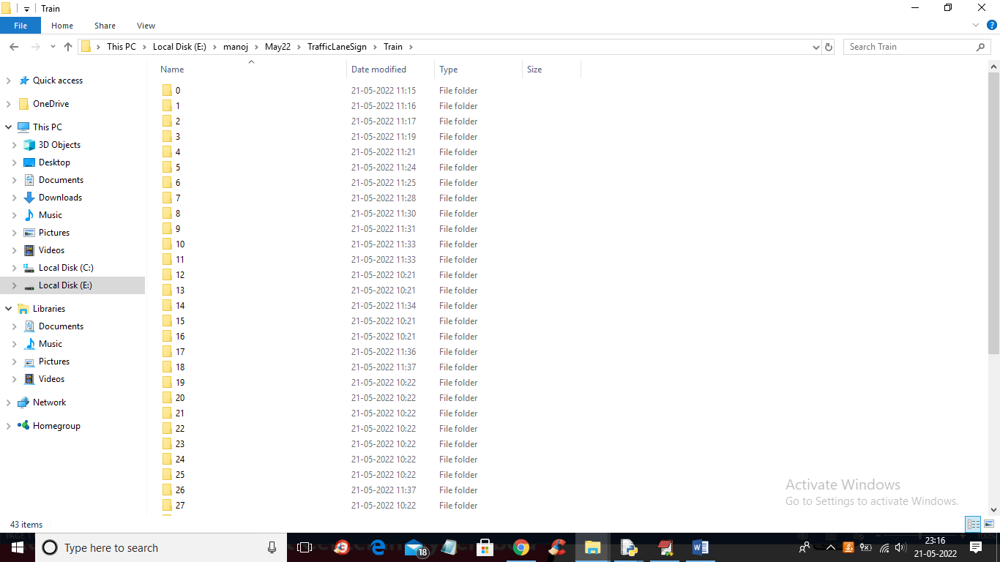 Train
File Home Share View
This PC Local Disk (E:) manoj May22 TrafficLaneSign Train
Search Train
Name Date modified Type Size
Quick access
OneDrive
This PC
3D Objects
Desktop
Documents
Downloads
Music
Pictures
Videos
Local Disk (C:)
Local Disk (E:)
Libraries
Documents
Music
Pictures
Videos
Network
Homegroup
0 21-05-2022 11:15 File folder
1 21-05-2022 11:16 File folder
2 21-05-2022 11:17 File folder
3 21-05-2022 11:19 File folder
4 21-05-2022 11:21 File folder
5 21-05-2022 11:24 File folder
6 21-05-2022 11:25 File folder
7 21-05-2022 11:28 File folder
8 21-05-2022 11:30 File folder
9 21-05-2022 11:31 File folder
10 21-05-2022 11:33 File folder
11 21-05-2022 11:33 File folder
12 21-05-2022 10:21 File folder
13 21-05-2022 10:21 File folder
14 21-05-2022 11:34 File folder
15 21-05-2022 10:21 File folder
16 21-05-2022 10:21 File folder
17 21-05-2022 11:36 File folder
18 21-05-2022 11:37 File folder
19 21-05-2022 10:22 File folder
20 21-05-2022 10:22 File folder
21 21-05-2022 10:22 File folder
22 21-05-2022 10:22 File folder
23 21-05-2022 10:22 File folder
24 21-05-2022 10:22 File folder
25 21-05-2022 10:22 File folder
26 21-05-2022 11:37 File folder
27 21-05-2022 10:22 File folder
Activate Windows
Go to Settings to activate Windows.
43 items
Type here to search
18
23:16
21-05-2022